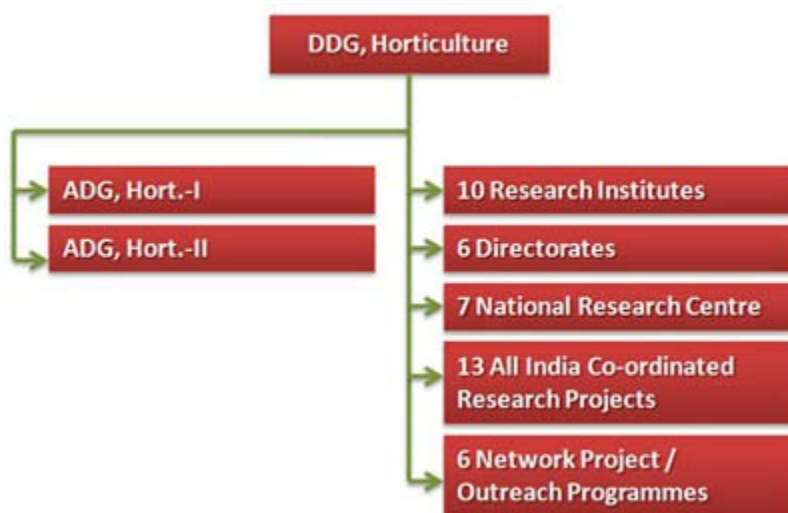 DDG, Horticulture
ADG, Hort.-I
ADG, Hort.-II
10 Research Institutes
6 Directorates
7 National Research Centre
13 All India Co-ordinated
Research Projects
6 Network Project /
Outreach Programmes